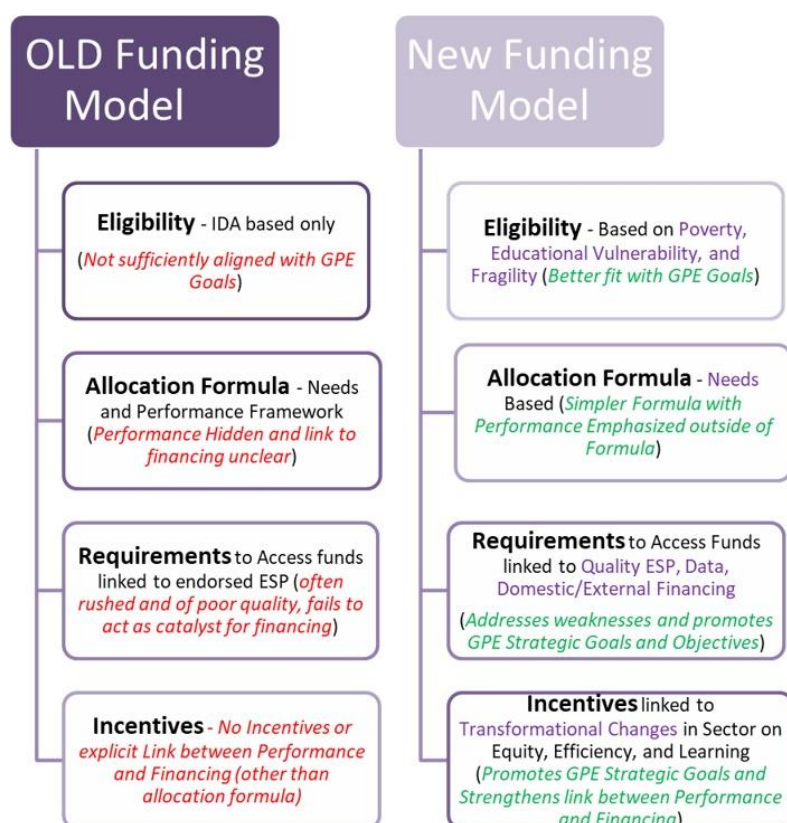 OLD Funding
Model
Eligibility - IDA based only
(Not sufficiently aligned with GPE
Goals)
Allocation Formula - Needs
and Performance Framework
(Performance Hidden and link to
financing unclear)
Requirements to Access funds
linked to endorsed ESP (often
rushed and of poor quality, fails to
act as catalyst for financing)
Incentives - No Incentives or
explicit Link between Performance
and Financing (other than
allocation formula)
New Funding
Model
Eligibility - Based on Poverty,
Educational Vulnerability, and
Fragility (Better fit with GPE Goals)
Allocation Formula - Needs
Based (Simpler Formula with
Performance Emphasized outside of
Formula)
Requirements to Access Funds
linked to Quality ESP, Data,
Domestic/External Financing
(Addresses weaknesses and promotes
GPE Strategic Goals and Objectives)
Incentives linked to
Transformational Changes in Sector on
Equity, Efficiency, and Learning
(Promotes GPE Strategic Goals and
Strengthens link between Performance
and Financing)